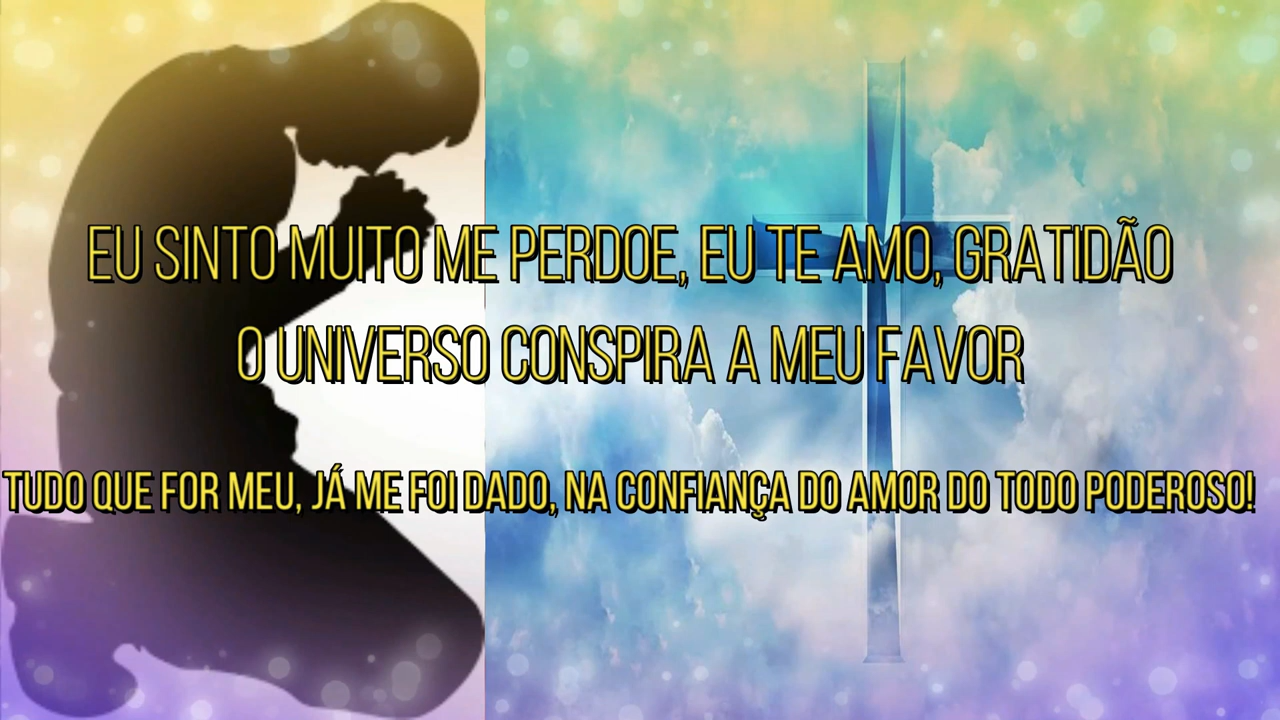 EU SINTO MUITO ME PERDOE, EU TE AMO, GRATIDÃO
O UNIVERSO CONSPIRA A MEU FAVOR
TUDO QUE FOR MEU, JÁ ME FOI DADO, NA CONFIANÇA DO AMOR DO TODO PODEROSO!